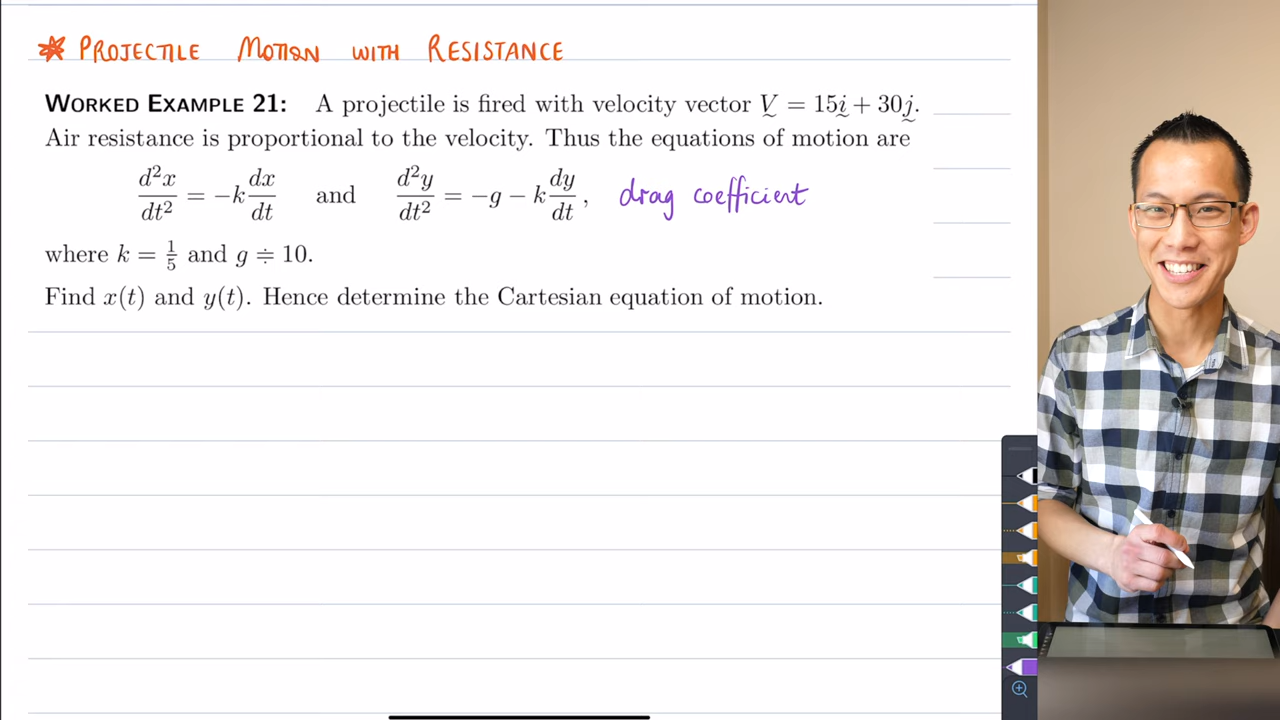 * PROJECTILE MOTION WITH RESISTANCE
WORKED EXAMPLE 21: A projectile is fired with velocity vector V̰ = 15ḭ + 30j̰.
Air resistance is proportional to the velocity. Thus the equations of motion are
d²x/dt² = −k dx/dt and d²y/dt² = −g − k dy/dt, drag coefficient
where k = 1/5 and g ≑ 10.
Find x(t) and y(t). Hence determine the Cartesian equation of motion.